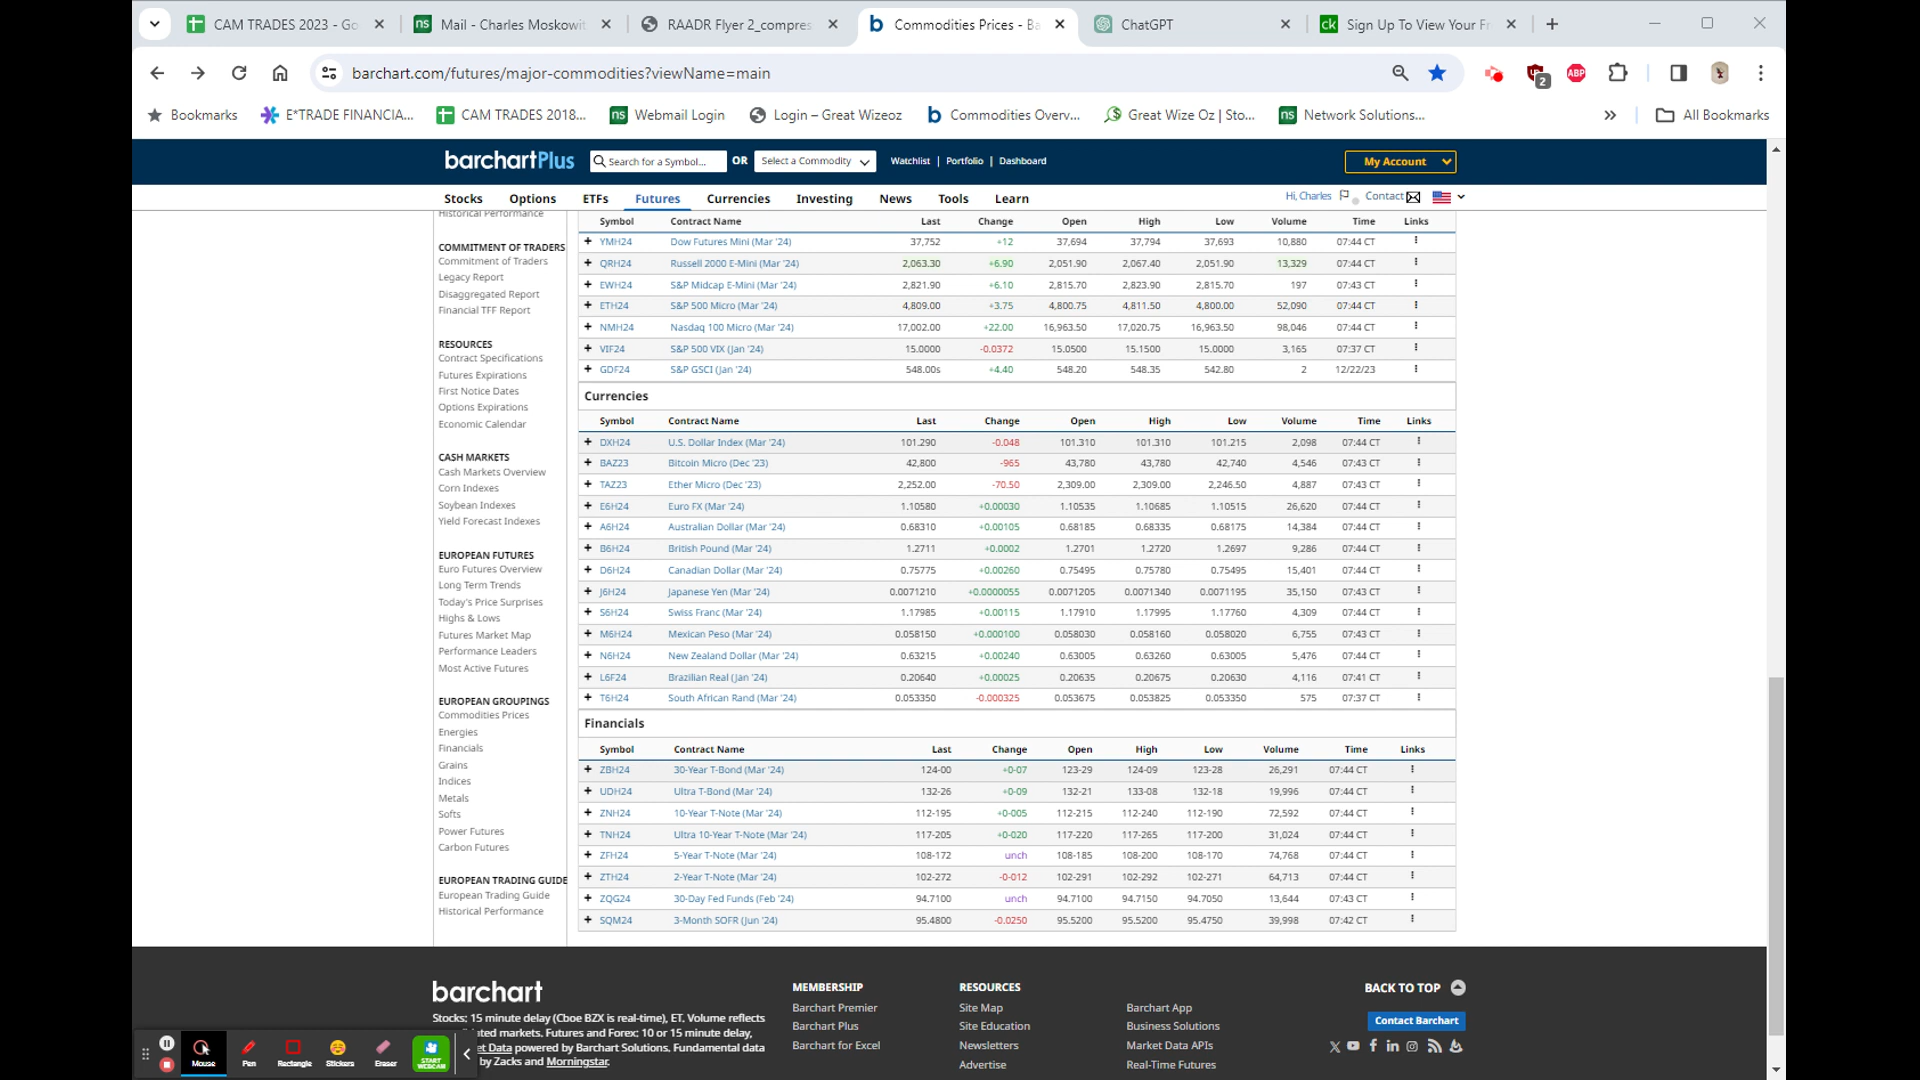 CAM TRADES 2023 - Go
Mail - Charles Moskowit
RAADR Flyer 2_compres
Commodities Prices - Ba
ChatGPT
Sign Up To View Your Fr
barchart.com/futures/major-commodities?viewName=main
2
ABP
Bookmarks
E*TRADE FINANCIA...
CAM TRADES 2018...
Webmail Login
Login – Great Wizeoz
Commodities Overv...
Great Wize Oz | Sto...
Network Solutions...
All Bookmarks
barchartPlus
Search for a Symbol...
OR
Select a Commodity
Watchlist | Portfolio | Dashboard
My Account
Stocks Options ETFs Futures Currencies Investing News Tools Learn
Hi, Charles
Contact
Historical Performance
COMMITMENT OF TRADERS
Commitment of Traders
Legacy Report
Disaggregated Report
Financial TFF Report
RESOURCES
Contract Specifications
Futures Expirations
First Notice Dates
Options Expirations
Economic Calendar
CASH MARKETS
Cash Markets Overview
Corn Indexes
Soybean Indexes
Yield Forecast Indexes
EUROPEAN FUTURES
Euro Futures Overview
Long Term Trends
Today's Price Surprises
Highs & Lows
Futures Market Map
Performance Leaders
Most Active Futures
EUROPEAN GROUPINGS
Commodities Prices
Energies
Financials
Grains
Indices
Metals
Softs
Power Futures
Carbon Futures
EUROPEAN TRADING GUIDE
European Trading Guide
Historical Performance
Symbol Contract Name Last Change Open High Low Volume Time Links
+ YMH24 Dow Futures Mini (Mar '24) 37,752 +12 37,694 37,794 37,693 10,880 07:44 CT
+ QRH24 Russell 2000 E-Mini (Mar '24) 2,063.30 +6.90 2,051.90 2,067.40 2,051.90 13,329 07:44 CT
+ EWH24 S&P Midcap E-Mini (Mar '24) 2,821.90 +6.10 2,815.70 2,823.90 2,815.70 197 07:43 CT
+ ETH24 S&P 500 Micro (Mar '24) 4,809.00 +3.75 4,800.75 4,811.50 4,800.00 52,090 07:44 CT
+ NMH24 Nasdaq 100 Micro (Mar '24) 17,002.00 +22.00 16,963.50 17,020.75 16,963.50 98,046 07:44 CT
+ VIF24 S&P 500 VIX (Jan '24) 15.0000 -0.0372 15.0500 15.1500 15.0000 3,165 07:37 CT
+ GDF24 S&P GSCI (Jan '24) 548.00s +4.40 548.20 548.35 542.80 2 12/22/23
Currencies
Symbol Contract Name Last Change Open High Low Volume Time Links
+ DXH24 U.S. Dollar Index (Mar '24) 101.290 -0.048 101.310 101.310 101.215 2,098 07:44 CT
+ BAZ23 Bitcoin Micro (Dec '23) 42,800 -965 43,780 43,780 42,740 4,546 07:43 CT
+ TAZ23 Ether Micro (Dec '23) 2,252.00 -70.50 2,309.00 2,309.00 2,246.50 4,887 07:43 CT
+ E6H24 Euro FX (Mar '24) 1.10580 +0.00030 1.10535 1.10685 1.10515 26,620 07:44 CT
+ A6H24 Australian Dollar (Mar '24) 0.68310 +0.00105 0.68185 0.68335 0.68175 14,384 07:44 CT
+ B6H24 British Pound (Mar '24) 1.2711 +0.0002 1.2701 1.2720 1.2697 9,286 07:44 CT
+ D6H24 Canadian Dollar (Mar '24) 0.75775 +0.00260 0.75495 0.75780 0.75495 15,401 07:44 CT
+ J6H24 Japanese Yen (Mar '24) 0.0071210 +0.0000055 0.0071205 0.0071340 0.0071195 35,150 07:43 CT
+ S6H24 Swiss Franc (Mar '24) 1.17985 +0.00115 1.17910 1.17995 1.17760 4,309 07:44 CT
+ M6H24 Mexican Peso (Mar '24) 0.058150 +0.000100 0.058030 0.058160 0.058020 6,755 07:43 CT
+ N6H24 New Zealand Dollar (Mar '24) 0.63215 +0.00240 0.63005 0.63260 0.63005 5,476 07:44 CT
+ L6F24 Brazilian Real (Jan '24) 0.20640 +0.00025 0.20635 0.20675 0.20630 4,116 07:41 CT
+ T6H24 South African Rand (Mar '24) 0.053350 -0.000325 0.053675 0.053825 0.053350 575 07:37 CT
Financials
Symbol Contract Name Last Change Open High Low Volume Time Links
+ ZBH24 30-Year T-Bond (Mar '24) 124-00 +0-07 123-29 124-09 123-28 26,291 07:44 CT
+ UDH24 Ultra T-Bond (Mar '24) 132-26 +0-09 132-21 133-08 132-18 19,996 07:44 CT
+ ZNH24 10-Year T-Note (Mar '24) 112-195 +0-005 112-215 112-240 112-190 72,592 07:44 CT
+ TNH24 Ultra 10-Year T-Note (Mar '24) 117-205 +0-020 117-220 117-265 117-200 31,024 07:44 CT
+ ZFH24 5-Year T-Note (Mar '24) 108-172 unch 108-185 108-200 108-170 74,768 07:44 CT
+ ZTH24 2-Year T-Note (Mar '24) 102-272 -0-012 102-291 102-292 102-271 64,713 07:44 CT
+ ZQG24 30-Day Fed Funds (Feb '24) 94.7100 unch 94.7100 94.7150 94.7050 13,644 07:43 CT
+ SQM24 3-Month SOFR (Jun '24) 95.4800 -0.0250 95.5200 95.5200 95.4750 39,998 07:42 CT
barchart
Stocks: 15 minute delay (Cboe BZX is real-time), ET. Volume reflects
ted markets. Futures and Forex: 10 or 15 minute delay,
et Data powered by Barchart Solutions. Fundamental data
by Zacks and Morningstar.
MEMBERSHIP
Barchart Premier
Barchart Plus
Barchart for Excel
RESOURCES
Site Map
Site Education
Newsletters
Advertise
Barchart App
Business Solutions
Market Data APIs
Real-Time Futures
BACK TO TOP
Contact Barchart
Mouse
Pen
Rectangle
Stickers
Eraser
START
WEBCAM